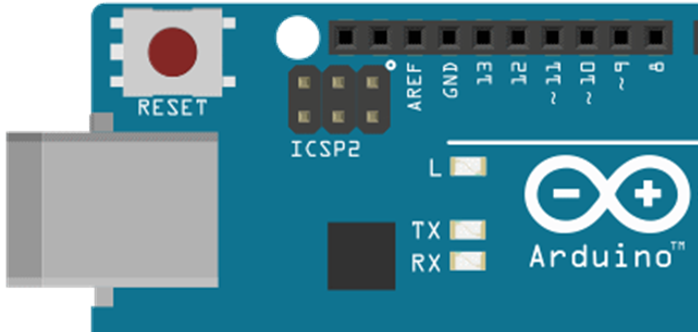 RESET
ICSP2
AREF
GND
13
12
~11
~10
~9
8
L
TX
RX
Arduino™